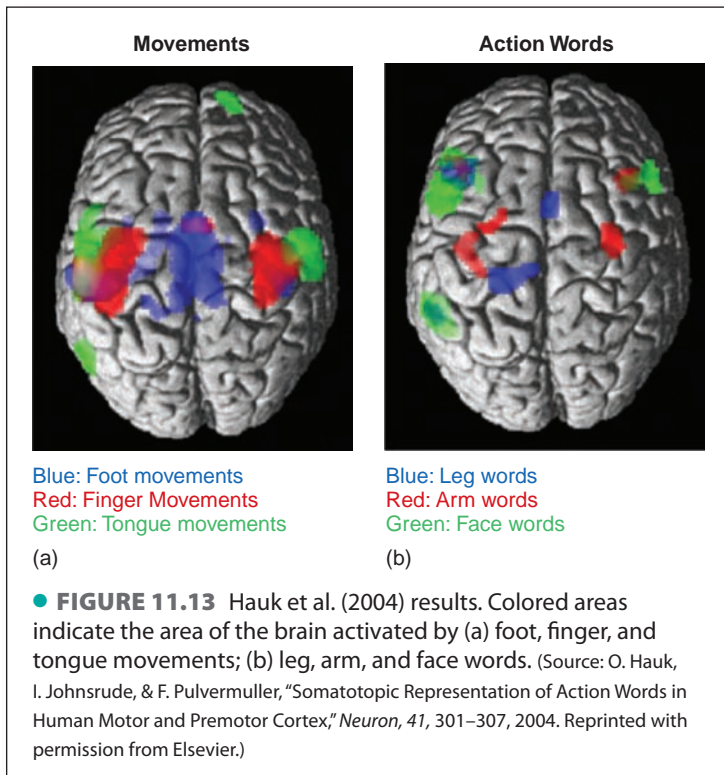 Movements
Action Words
Blue: Foot movements
Red: Finger Movements
Green: Tongue movements
(a)
Blue: Leg words
Red: Arm words
Green: Face words
(b)
● FIGURE 11.13 Hauk et al. (2004) results. Colored areas
indicate the area of the brain activated by (a) foot, finger, and
tongue movements; (b) leg, arm, and face words. (Source: O. Hauk,
I. Johnsrude, & F. Pulvermuller, “Somatotopic Representation of Action Words in
Human Motor and Premotor Cortex,” Neuron, 41, 301–307, 2004. Reprinted with
permission from Elsevier.)